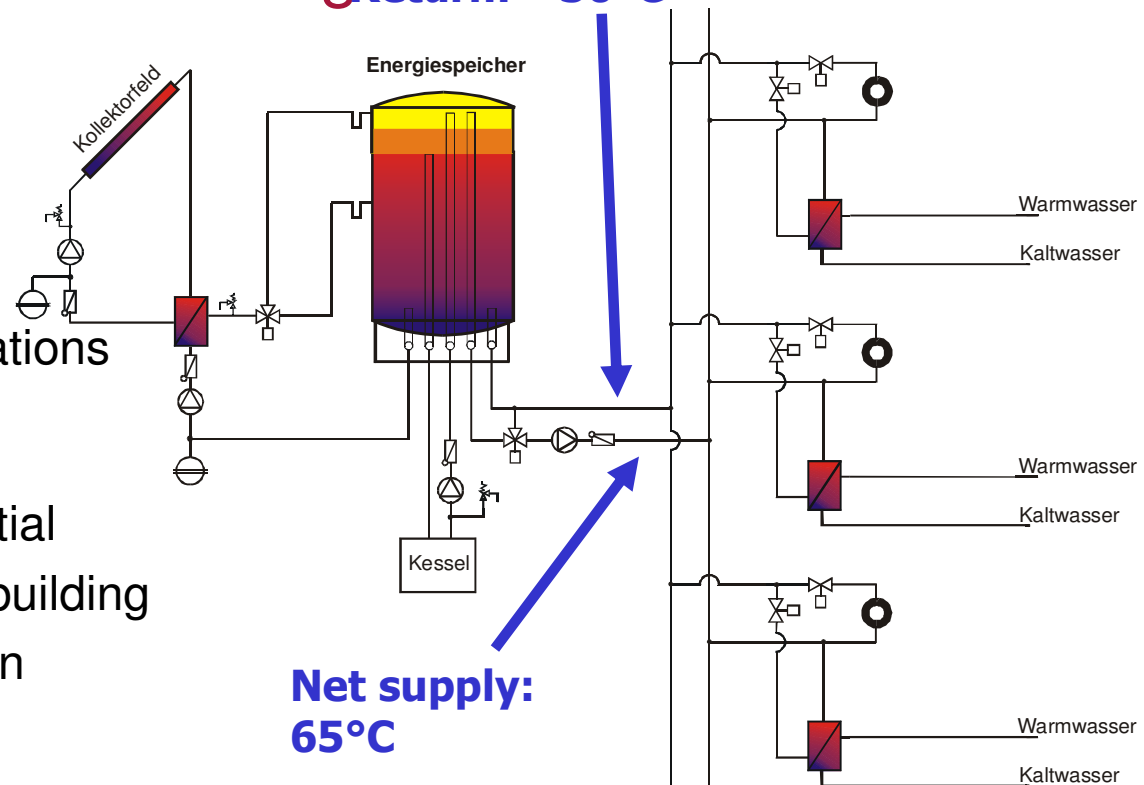 Energiespeicher
Kollektorfeld
Warmwasser
Kaltwasser
ations
Warmwasser
Kaltwasser
tial
Kessel
building
n
Net supply:
65°C
Warmwasser
Kaltwasser